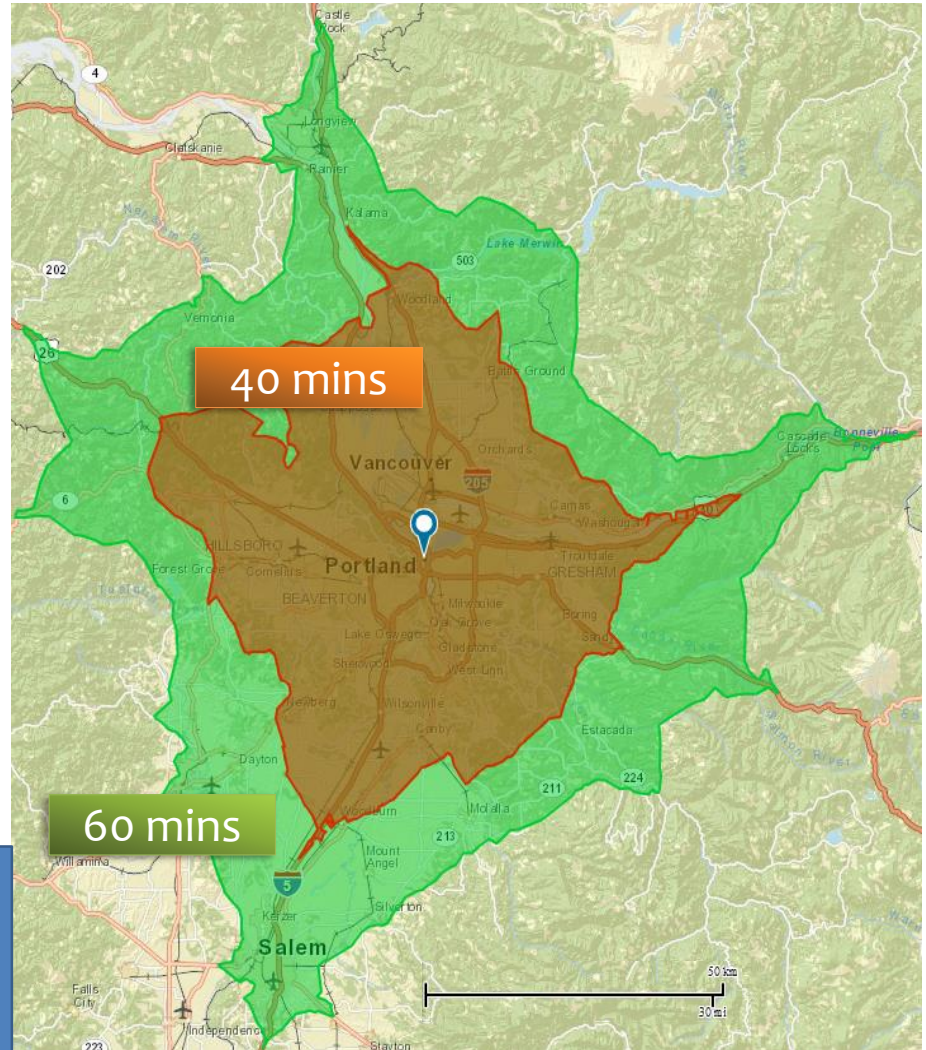 Castle
Rock
4
Longview
Clatskanie
Rainier
Kalama
202
503
Lake Merwin
Woodland
Vernonia
26
40 mins
Battle Ground
Vancouver
Orchards
205
Cascade
Locks
Bonneville
Pool
6
Camas
Washougal
HILLSBORO
Portland
Troutdale
Forest Grove
Cornelius
GRESHAM
BEAVERTON
Milwaukie
Boring
Lake Oswego
Oak Grove
Sandy
Gladstone
Sherwood
West Linn
Newberg
Wilsonville
Canby
Estacada
Salmon River
Dayton
224
211
60 mins
Woodburn
Molalla
213
Willamina
Mount
Angel
5
Silverton
Keizer
Salem
50 km
30 mi
Falls
City
Independence
223
Stayton